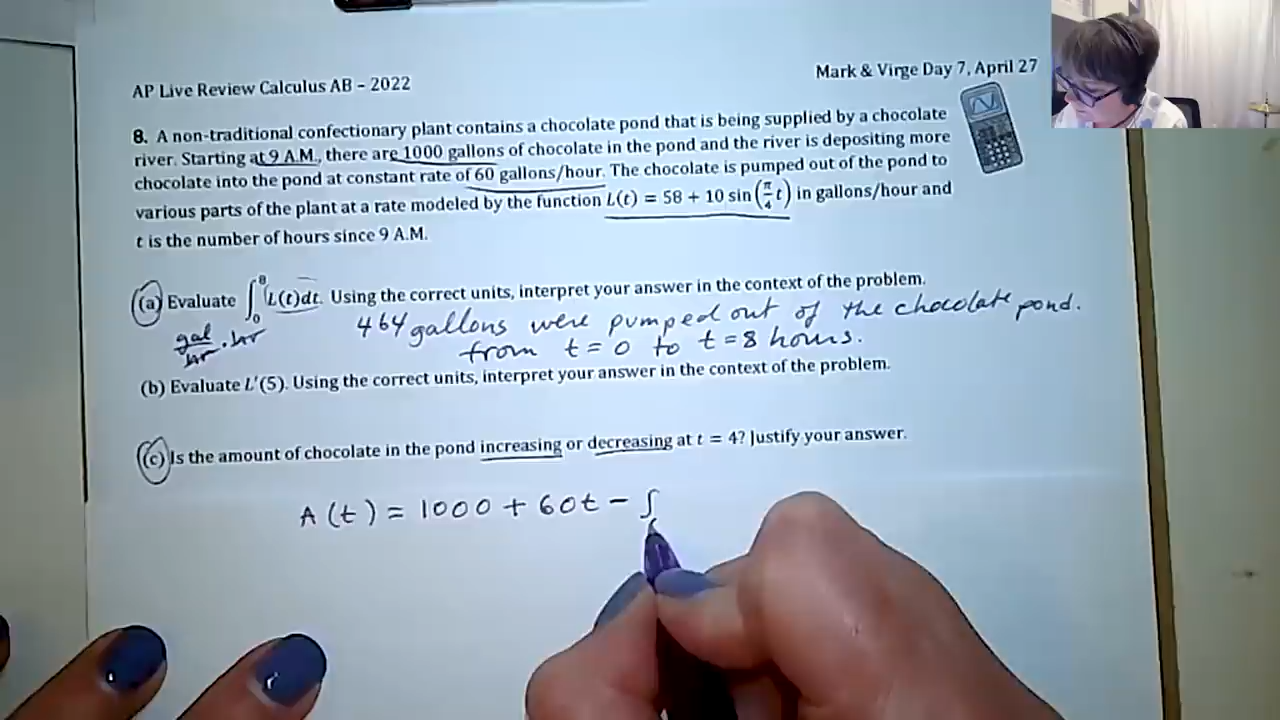 AP Live Review Calculus AB – 2022
Mark & Virge Day 7, April 27
8. A non-traditional confectionary plant contains a chocolate pond that is being supplied by a chocolate
river. Starting at 9 A.M., there are 1000 gallons of chocolate in the pond and the river is depositing more
chocolate into the pond at constant rate of 60 gallons/hour. The chocolate is pumped out of the pond to
various parts of the plant at a rate modeled by the function L(t) = 58 + 10 sin(π/4 t) in gallons/hour and
t is the number of hours since 9 A.M.
(a) Evaluate ∫₀⁸ L(t)dt. Using the correct units, interpret your answer in the context of the problem.
gal/hr · hr
464 gallons were pumped out of the chocolate pond.
from t = 0 to t = 8 hours.
(b) Evaluate L'(5). Using the correct units, interpret your answer in the context of the problem.
(c) Is the amount of chocolate in the pond increasing or decreasing at t = 4? Justify your answer.
A(t) = 1000 + 60t − ∫